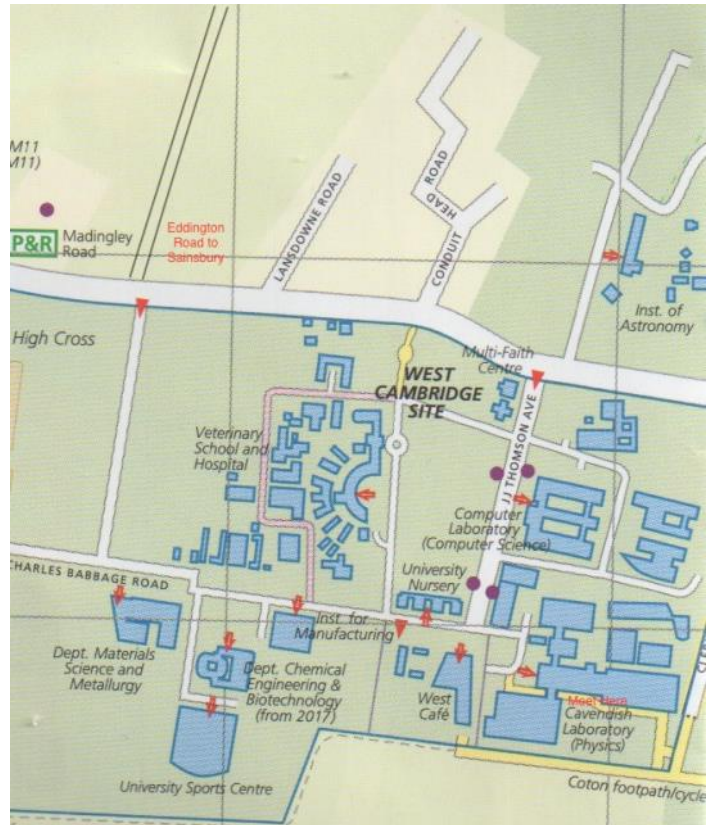 M11
M11)
P&R
Madingley
Road
Eddington
Road to
Sainsbury
LANSDOWNE ROAD
CONDUIT
HEAD
ROAD
Inst. of
Astronomy
High Cross
Multi-Faith
Centre
WEST
CAMBRIDGE
SITE
JJ THOMSON AVE
Veterinary
School and
Hospital
Computer
Laboratory
(Computer Science)
CHARLES BABBAGE ROAD
University
Nursery
Inst. for
Manufacturing
Dept. Materials
Science and
Metallurgy
Dept. Chemical
Engineering &
Biotechnology
(from 2017)
West
Café
Meet Here
Cavendish
Laboratory
(Physics)
University Sports Centre
Coton footpath/cycle